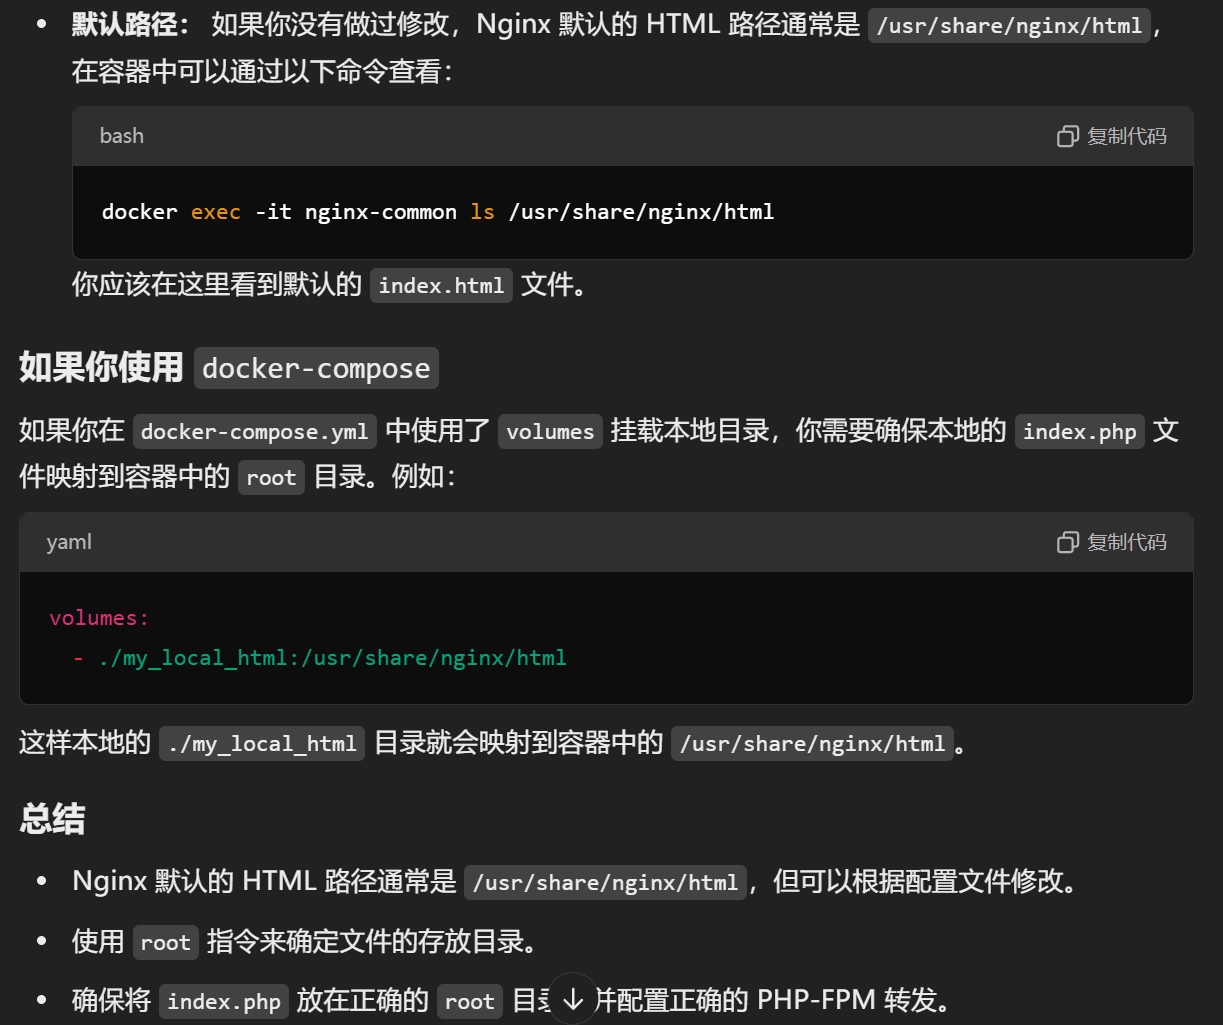 默认路径： 如果你没有做过修改，Nginx 默认的 HTML 路径通常是 /usr/share/nginx/html，
在容器中可以通过以下命令查看：
bash 复制代码
docker exec -it nginx-common ls /usr/share/nginx/html
你应该在这里看到默认的 index.html 文件。
如果你使用 docker-compose
如果你在 docker-compose.yml 中使用了 volumes 挂载本地目录，你需要确保本地的 index.php 文
件映射到容器中的 root 目录。例如：
yaml 复制代码
volumes:
- ./my_local_html:/usr/share/nginx/html
这样本地的 ./my_local_html 目录就会映射到容器中的 /usr/share/nginx/html。
总结
Nginx 默认的 HTML 路径通常是 /usr/share/nginx/html，但可以根据配置文件修改。
使用 root 指令来确定文件的存放目录。
确保将 index.php 放在正确的 root 目 并配置正确的 PHP-FPM 转发。